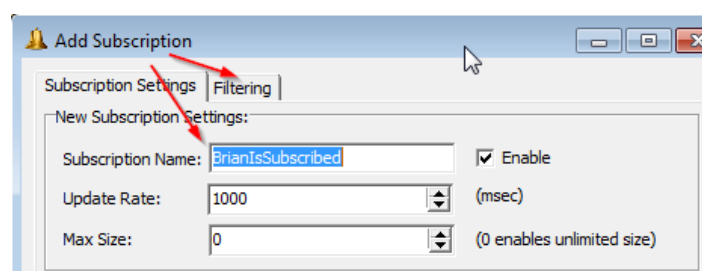 Add Subscription
Subscription Settings Filtering
New Subscription Settings:
Subscription Name: BrianIsSubscribed Enable
Update Rate: 1000 (msec)
Max Size: 0 (0 enables unlimited size)